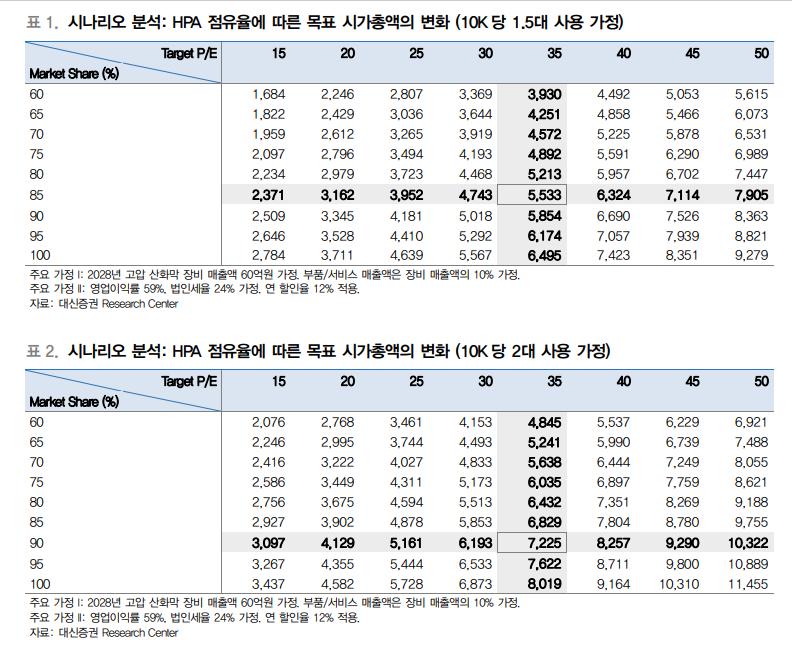 표 1. 시나리오 분석: HPA 점유율에 따른 목표 시가총액의 변화 (10K 당 1.5대 사용 가정)
Target P/E 15 20 25 30 35 40 45 50
Market Share (%)
60 1,684 2,246 2,807 3,369 3,930 4,492 5,053 5,615
65 1,822 2,429 3,036 3,644 4,251 4,858 5,466 6,073
70 1,959 2,612 3,265 3,919 4,572 5,225 5,878 6,531
75 2,097 2,796 3,494 4,193 4,892 5,591 6,290 6,989
80 2,234 2,979 3,723 4,468 5,213 5,957 6,702 7,447
85 2,371 3,162 3,952 4,743 5,533 6,324 7,114 7,905
90 2,509 3,345 4,181 5,018 5,854 6,690 7,526 8,363
95 2,646 3,528 4,410 5,292 6,174 7,057 7,939 8,821
100 2,784 3,711 4,639 5,567 6,495 7,423 8,351 9,279
주요 가정 I: 2028년 고압 산화막 장비 매출액 60억원 가정. 부품/서비스 매출액은 장비 매출액의 10% 가정.
주요 가정 II: 영업이익률 59%, 법인세율 24% 가정. 연 할인율 12% 적용.
자료: 대신증권 Research Center
표 2. 시나리오 분석: HPA 점유율에 따른 목표 시가총액의 변화 (10K 당 2대 사용 가정)
Target P/E 15 20 25 30 35 40 45 50
Market Share (%)
60 2,076 2,768 3,461 4,153 4,845 5,537 6,229 6,921
65 2,246 2,995 3,744 4,493 5,241 5,990 6,739 7,488
70 2,416 3,222 4,027 4,833 5,638 6,444 7,249 8,055
75 2,586 3,449 4,311 5,173 6,035 6,897 7,759 8,621
80 2,756 3,675 4,594 5,513 6,432 7,351 8,269 9,188
85 2,927 3,902 4,878 5,853 6,829 7,804 8,780 9,755
90 3,097 4,129 5,161 6,193 7,225 8,257 9,290 10,322
95 3,267 4,355 5,444 6,533 7,622 8,711 9,800 10,889
100 3,437 4,582 5,728 6,873 8,019 9,164 10,310 11,455
주요 가정 I: 2028년 고압 산화막 장비 매출액 60억원 가정. 부품/서비스 매출액은 장비 매출액의 10% 가정.
주요 가정 II: 영업이익률 59%, 법인세율 24% 가정. 연 할인율 12% 적용.
자료: 대신증권 Research Center